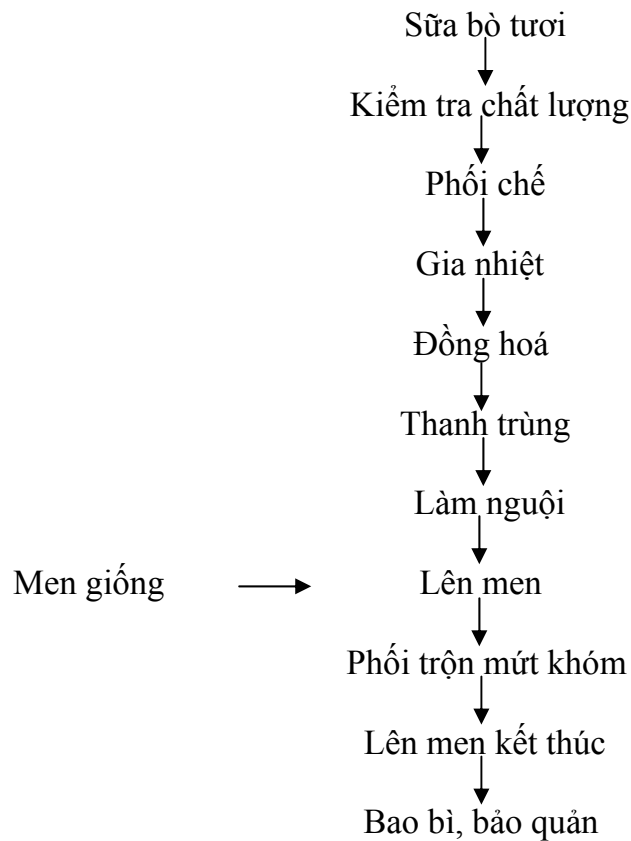 Sữa bò tươi
Kiểm tra chất lượng
Phối chế
Gia nhiệt
Đồng hoá
Thanh trùng
Làm nguội
Men giống
Lên men
Phối trộn mứt khóm
Lên men kết thúc
Bao bì, bảo quản